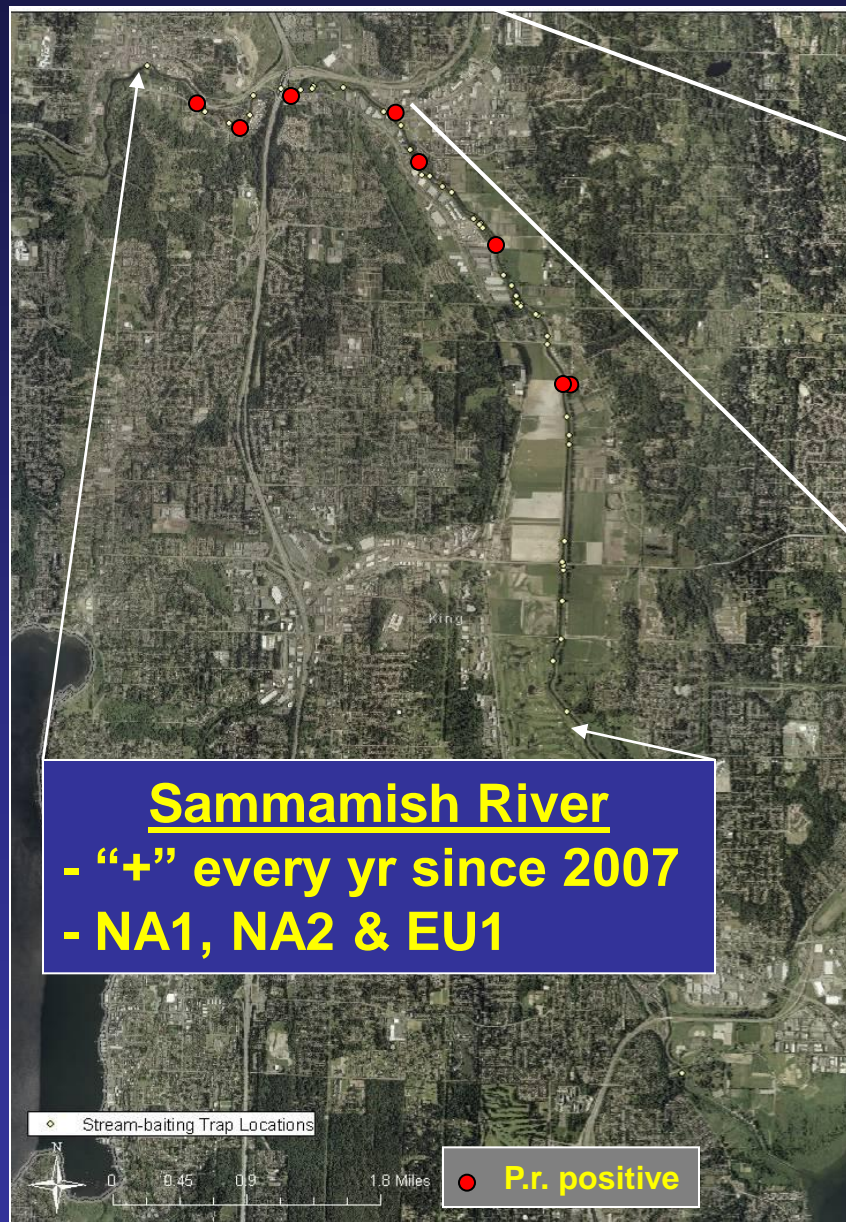 King
Sammamish River
- “+” every yr since 2007
- NA1, NA2 & EU1
Stream-baiting Trap Locations
N
0 0.45 0.9 1.8 Miles
P.r. positive